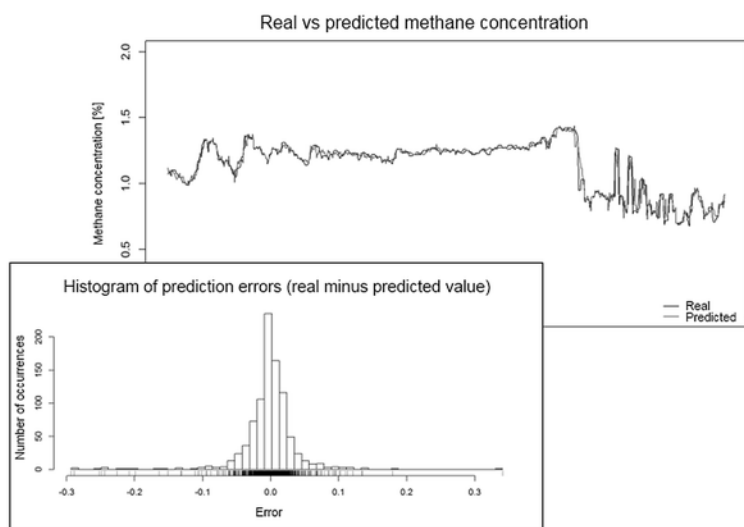 Real vs predicted methane concentration
2.0
1.5
1.0
0.5
Methane concentration [%]
Real
Predicted
Histogram of prediction errors (real minus predicted value)
200
150
100
50
0
Number of occurrences
-0.3 -0.1 0.0 0.1 0.2 0.3
Error